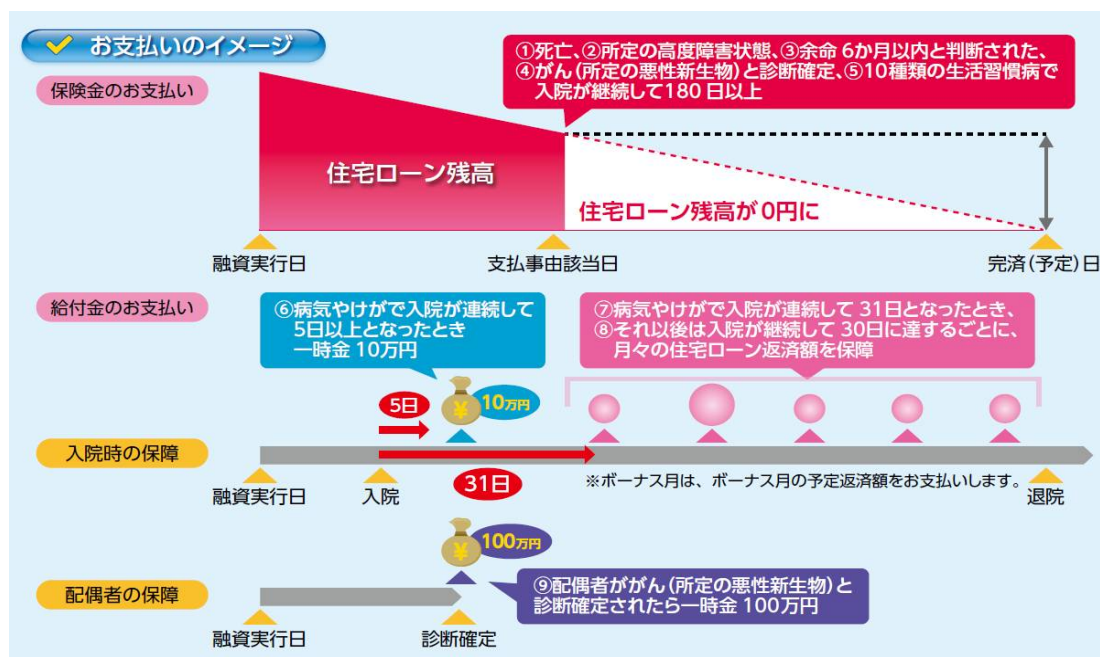 お支払いのイメージ
保険金のお支払い
①死亡、②所定の高度障害状態、③余命6か月以内と判断された、
④がん(所定の悪性新生物)と診断確定、⑤10種類の生活習慣病で
入院が継続して180日以上
住宅ローン残高
住宅ローン残高が0円に
融資実行日
支払事由該当日
完済(予定)日
給付金のお支払い
⑥病気やけがで入院が連続して
5日以上となったとき
一時金10万円
⑦病気やけがで入院が連続して31日となったとき、
⑧それ以後は入院が継続して30日に達するごとに、
月々の住宅ローン返済額を保障
5日
¥
10万円
入院時の保障
融資実行日
入院
31日
※ボーナス月は、ボーナス月の予定返済額をお支払いします。
退院
¥
100万円
配偶者の保障
⑨配偶者ががん(所定の悪性新生物)と
診断確定されたら一時金100万円
融資実行日
診断確定